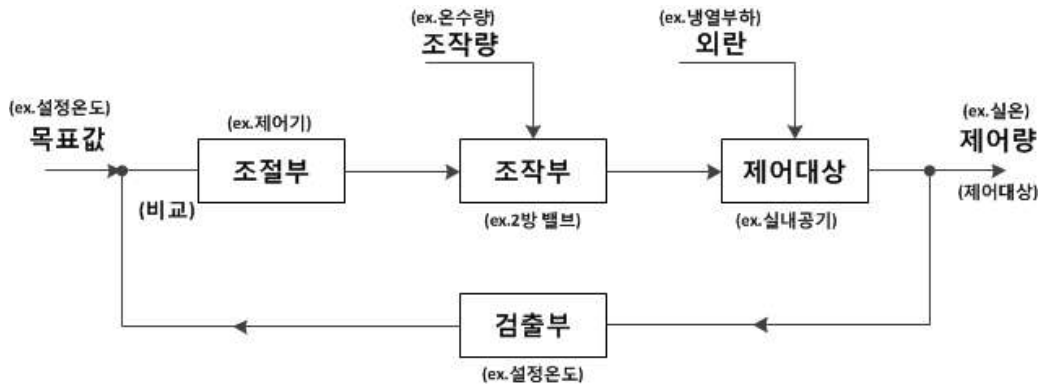 (ex.온수량)
조작량
(ex.냉열부하)
외란
(ex.설정온도)
목표값
(ex.제어기)
조절부
조작부
제어대상
(ex.실온)
제어량
(제어대상)
(비교)
(ex.2방 밸브)
(ex.실내공기)
검출부
(ex.설정온도)